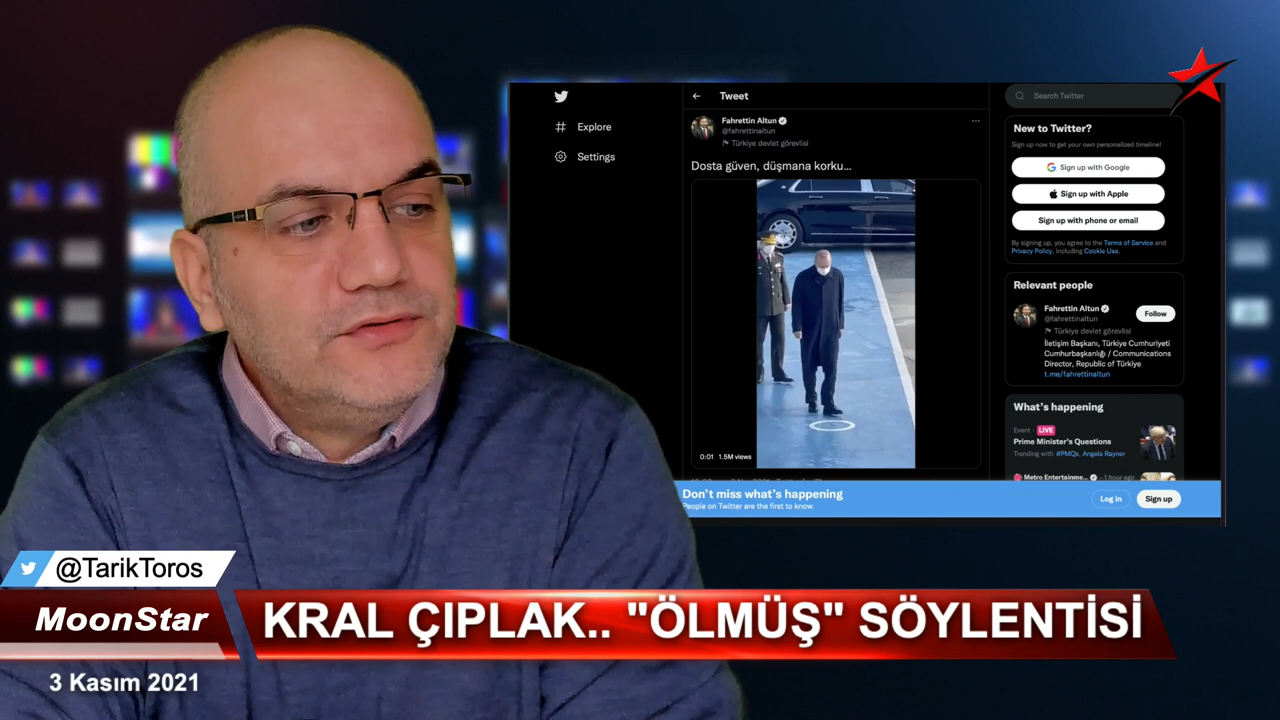 Explore
Settings
Tweet
Fahrettin Altun
@fahrettinaltun
Türkiye devlet görevlisi
Dosta güven, düşmana korku...
0:01 1.5M views
Search Twitter
New to Twitter?
Sign up now to get your own personalized timeline!
Sign up with Google
Sign up with Apple
Sign up with phone or email
By signing up, you agree to the Terms of Service and
Privacy Policy, including Cookie Use.
Relevant people
Fahrettin Altun
@fahrettinaltun
Follow
Türkiye devlet görevlisi
İletişim Başkanı, Türkiye Cumhuriyeti
Cumhurbaşkanlığı / Communications
Director, Republic of Türkiye
t.me/fahrettinaltun
What's happening
Event · LIVE
Prime Minister's Questions
Trending with #PMQs, Angela Rayner
Metro Entertainme... · 1 hour ago
Don't miss what's happening
People on Twitter are the first to know.
Log in
Sign up
@TarikToros
MoonStar
KRAL ÇIPLAK.. "ÖLMÜŞ" SÖYLENTİSİ
3 Kasım 2021